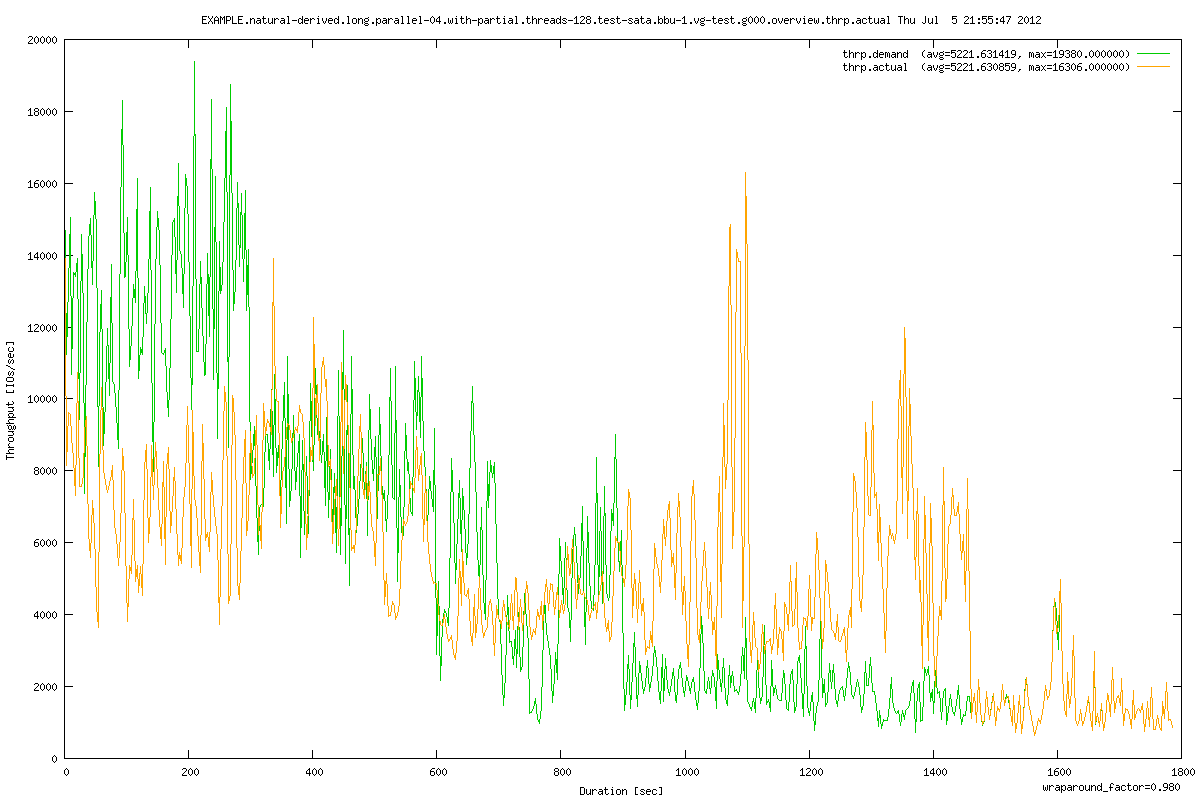 EXAMPLE.natural-derived.long.parallel-04.with-partial.threads-128.test-sata.bbu-1.vg-test.g000.overview.thrp.actual Thu Jul  5 21:55:47 2012
thrp.demand  (avg=5221.631419, max=19380.000000)
thrp.actual  (avg=5221.630859, max=16306.000000)
20000
18000
16000
14000
12000
10000
8000
6000
4000
2000
0
Throughput [IOs/sec]
0 200 400 600 800 1000 1200 1400 1600 1800
Duration [sec]
wraparound_factor=0.980